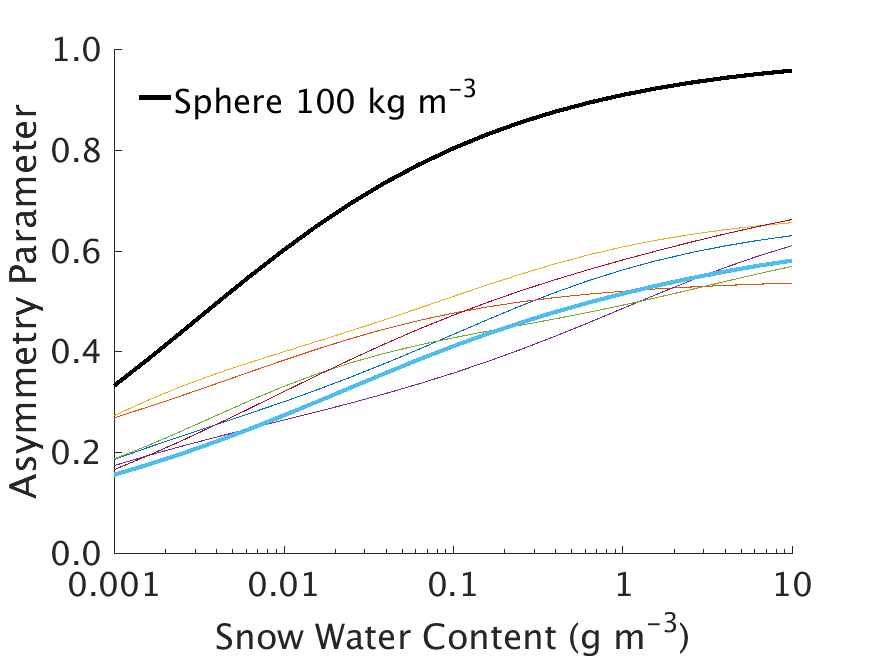 1.0
Sphere 100 kg m⁻³
0.8
0.6
0.4
0.2
0.0
Asymmetry Parameter
0.001 0.01 0.1 1 10
Snow Water Content (g m⁻³)